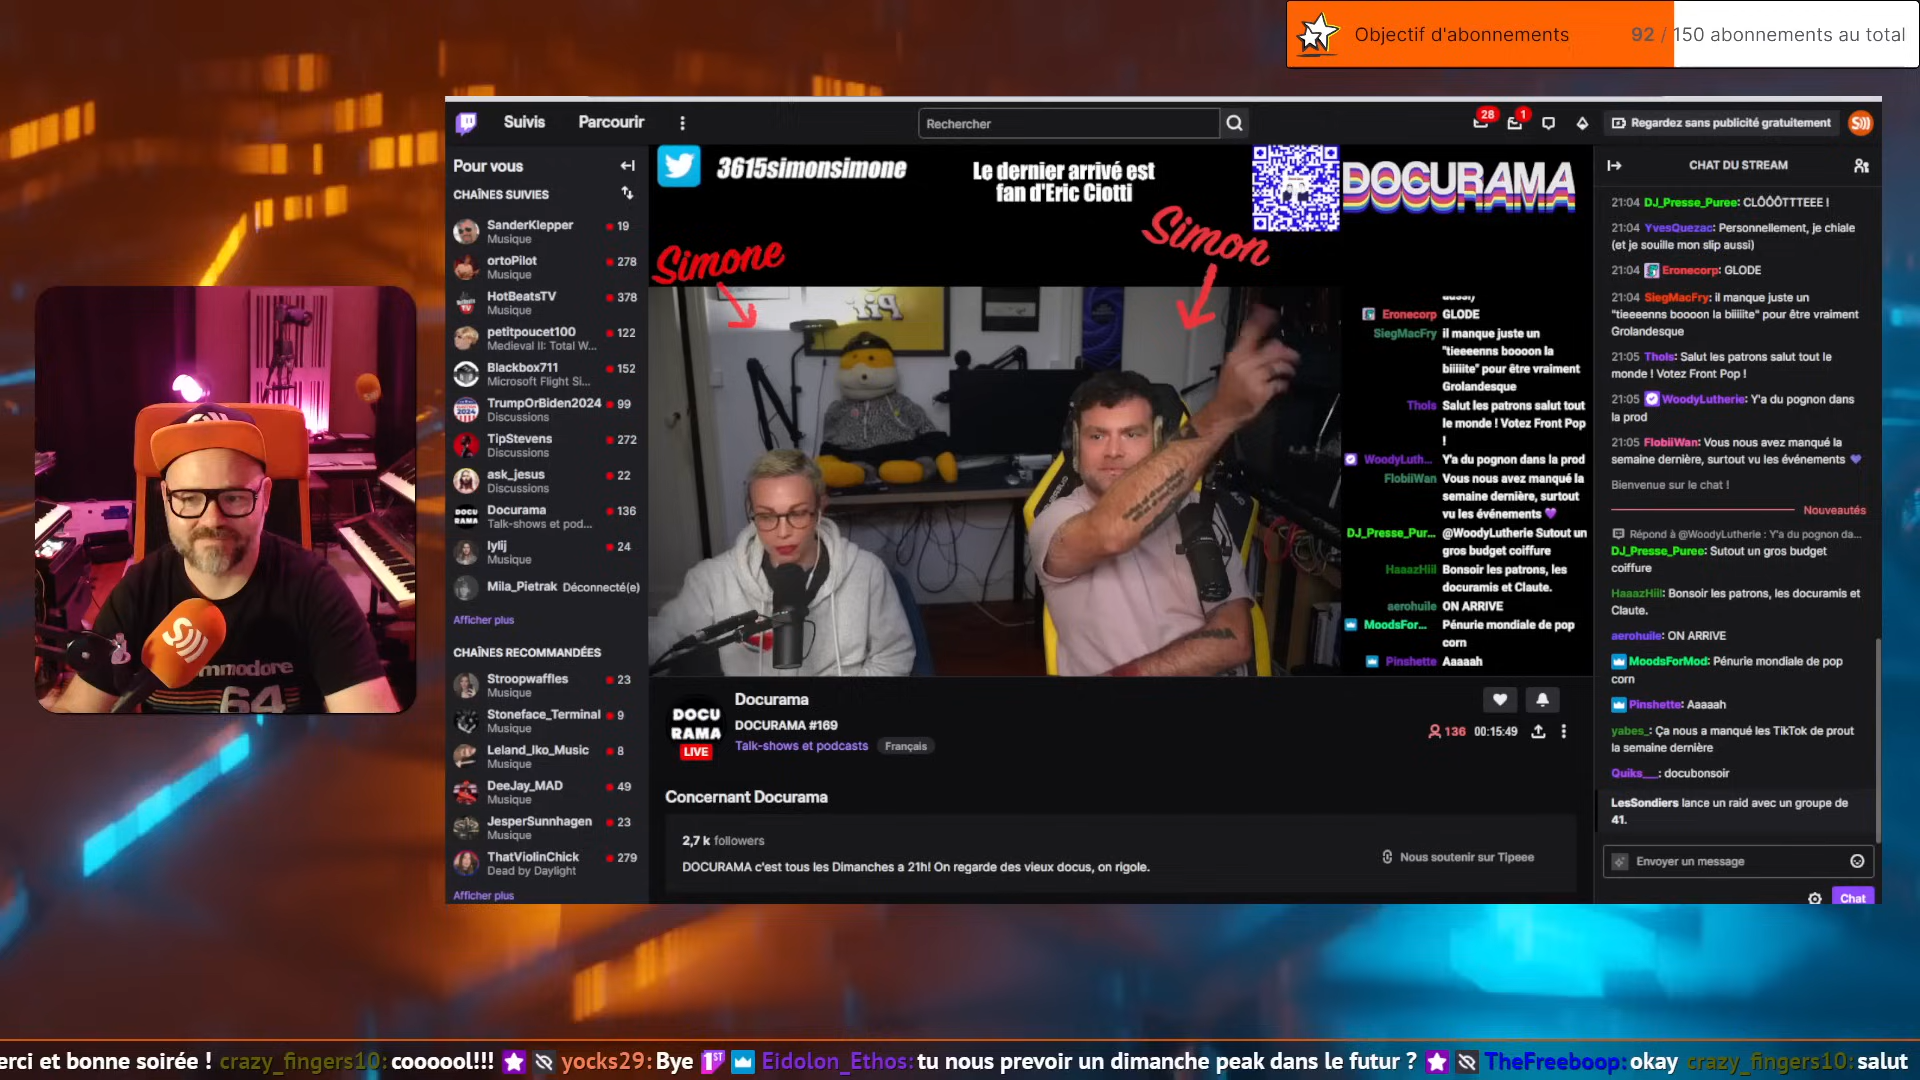 Objectif d'abonnements 92 / 150 abonnements au total
Suivis Parcourir
Rechercher
28
1
Regardez sans publicité gratuitement
Pour vous
CHAÎNES SUIVIES
SanderKlepper 19
Musique
ortoPilot 278
Musique
HotBeatsTV 378
Musique
petitpoucet100 122
Medieval II: Total W...
Blackbox711 152
Microsoft Flight Si...
TrumpOrBiden2024 99
Discussions
TipStevens 272
Discussions
ask_jesus 22
Discussions
Docurama 136
Talk-shows et pod...
lylij 24
Musique
Mila_Pietrak Déconnecté(e)
Afficher plus
CHAÎNES RECOMMANDÉES
Stroopwaffles 23
Musique
Stoneface_Terminal 9
Musique
Leland_Iko_Music 8
Musique
DeeJay_MAD 49
Musique
JesperSunnhagen 23
Musique
ThatViolinChick 279
Dead by Daylight
Afficher plus
3615simonsimone
Le dernier arrivé est
fan d'Eric Ciotti
DOCURAMA
Simone
Simon
Eronecorp GLODE
SiegMacFry il manque juste un
"tieeeenns boooon la
biiiiite" pour être vraiment
Grolandesque
Thols Salut les patrons salut tout
le monde ! Votez Front Pop
!
WoodyLuth... Y'a du pognon dans la prod
FlobiiWan Vous nous avez manqué la
semaine dernière, surtout
vu les événements 💜
DJ_Presse_Pur... @WoodyLutherie Sutout un
gros budget coiffure
HaaazHiil Bonsoir les patrons, les
docuramis et Claute.
aerohuile ON ARRIVE
MoodsFor... Pénurie mondiale de pop
corn
Pinshette Aaaaah
DOCU
RAMA
LIVE
Docurama
DOCURAMA #169
Talk-shows et podcasts Français
136 00:15:49
Concernant Docurama
2,7 k followers
DOCURAMA c'est tous les Dimanches a 21h! On regarde des vieux docus, on rigole.
Nous soutenir sur Tipeee
CHAT DU STREAM
21:04 DJ_Presse_Puree: CLÔÔÔTTTEEE !
21:04 YvesQuezac: Personnellement, je chiale
(et je souille mon slip aussi)
21:04 Eronecorp: GLODE
21:04 SiegMacFry: il manque juste un
"tieeeenns boooon la biiiiite" pour être vraiment
Grolandesque
21:05 Thols: Salut les patrons salut tout le
monde ! Votez Front Pop !
21:05 WoodyLutherie: Y'a du pognon dans
la prod
21:05 FlobiiWan: Vous nous avez manqué la
semaine dernière, surtout vu les événements 💜
Bienvenue sur le chat !
Nouveautés
Répond à @WoodyLutherie : Y'a du pognon da...
DJ_Presse_Puree: Sutout un gros budget
coiffure
HaaazHiil: Bonsoir les patrons, les docuramis et
Claute.
aerohuile: ON ARRIVE
MoodsForMod: Pénurie mondiale de pop
corn
Pinshette: Aaaaah
yabes_: Ça nous a manqué les TikTok de prout
la semaine dernière
Quiks___: docubonsoir
LesSondiers lance un raid avec un groupe de
41.
Envoyer un message
Chat
mmodore
64
erci et bonne soirée ! crazy_fingers10: coooool!!! yocks29: Bye 1ST Eidolon_Ethos: tu nous prevoir un dimanche peak dans le futur ? TheFreeboop: okay crazy_fingers10: salut